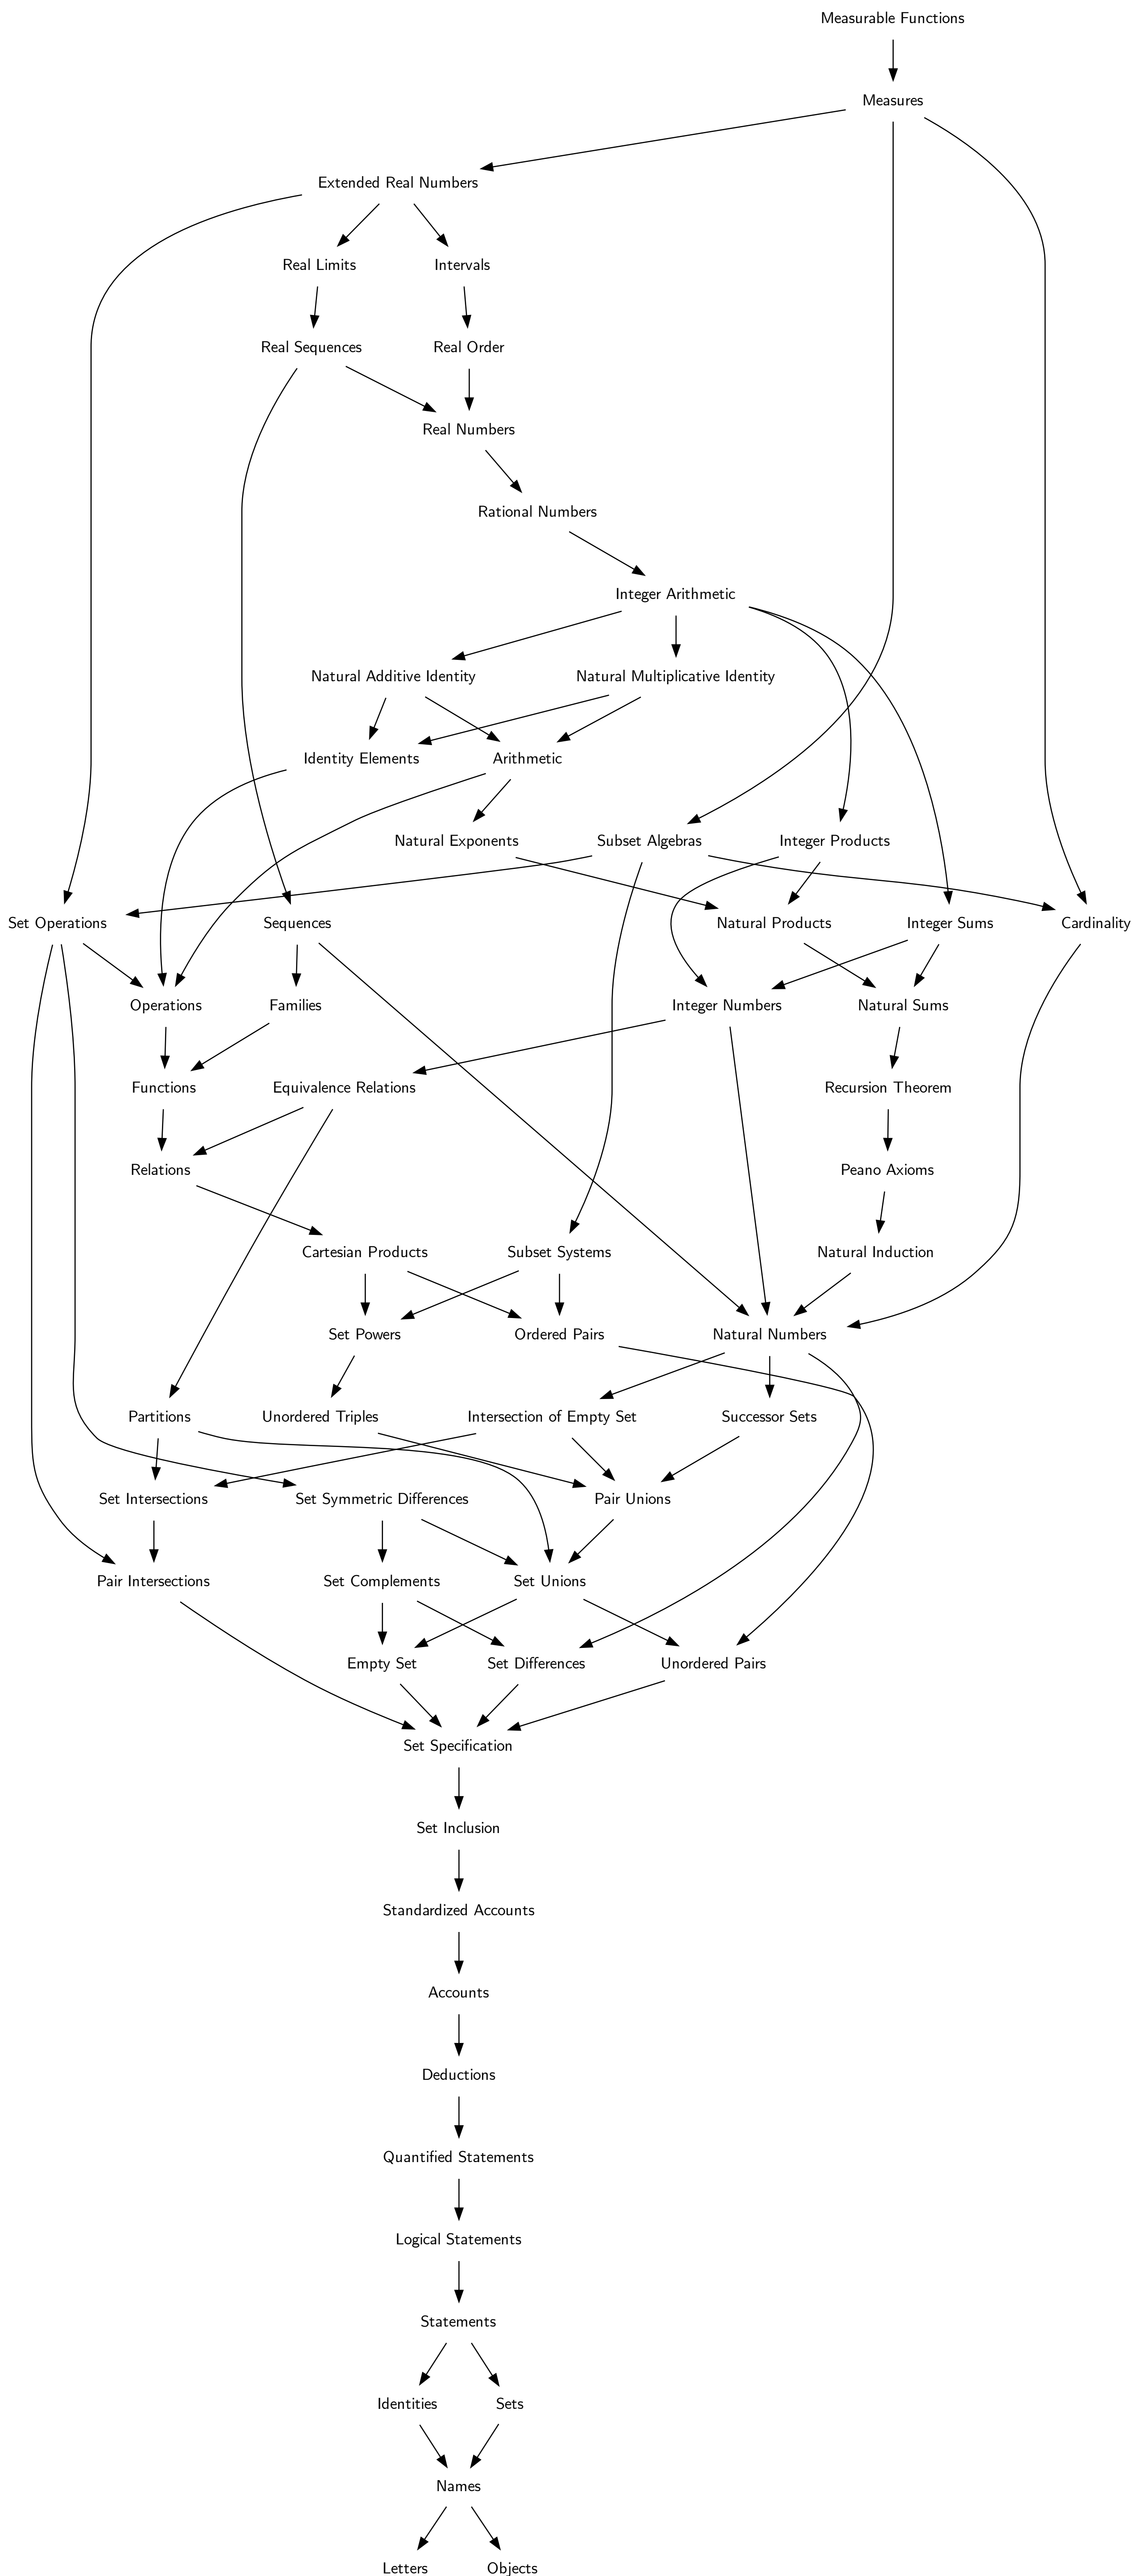 Measurable Functions
Measures
Extended Real Numbers
Real Limits
Intervals
Real Sequences
Real Order
Real Numbers
Rational Numbers
Integer Arithmetic
Natural Additive Identity
Natural Multiplicative Identity
Identity Elements
Arithmetic
Natural Exponents
Subset Algebras
Integer Products
Set Operations
Sequences
Natural Products
Integer Sums
Cardinality
Operations
Families
Integer Numbers
Natural Sums
Functions
Equivalence Relations
Recursion Theorem
Relations
Peano Axioms
Cartesian Products
Subset Systems
Natural Induction
Set Powers
Ordered Pairs
Natural Numbers
Partitions
Unordered Triples
Intersection of Empty Set
Successor Sets
Set Intersections
Set Symmetric Differences
Pair Unions
Pair Intersections
Set Complements
Set Unions
Empty Set
Set Differences
Unordered Pairs
Set Specification
Set Inclusion
Standardized Accounts
Accounts
Deductions
Quantified Statements
Logical Statements
Statements
Identities
Sets
Names
Letters
Objects